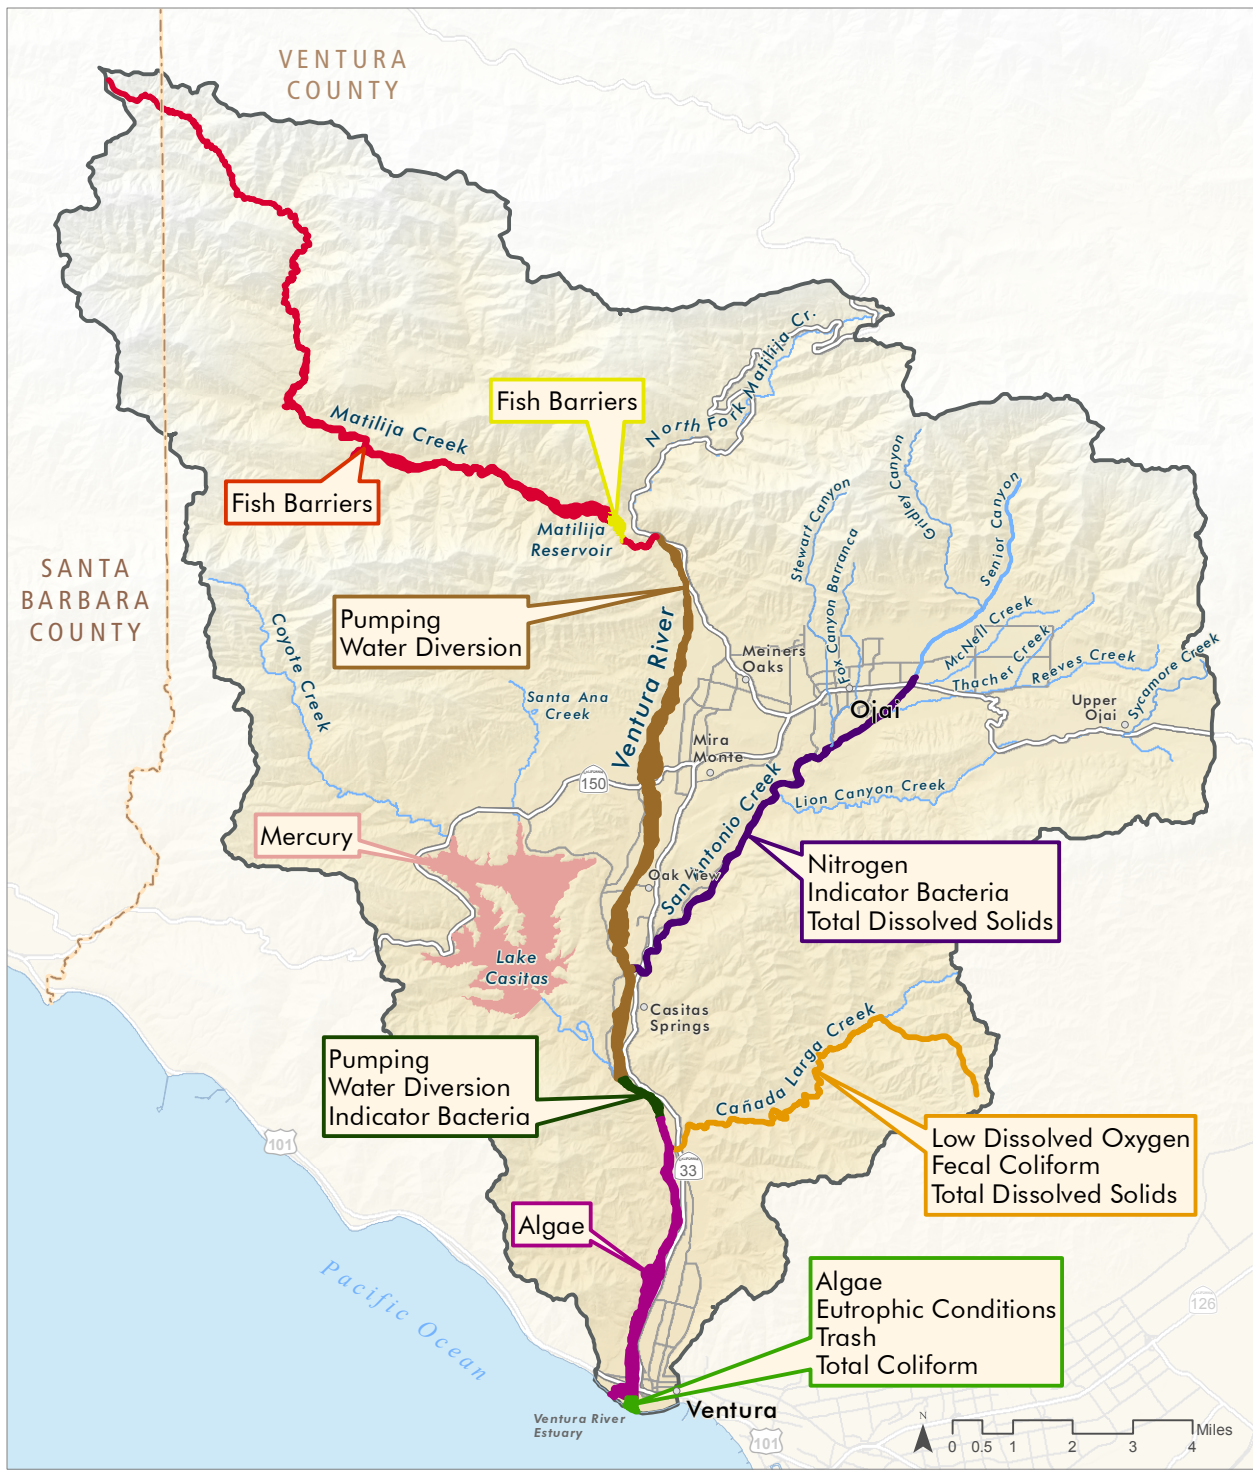 VENTURA
COUNTY
North Fork Matilija Cr.
Fish Barriers
Matilija Creek
Fish Barriers
Matilija
Reservoir
Gridley Canyon
Senior Canyon
Stewart Canyon
Fox Canyon Barranca
SANTA
BARBARA
COUNTY
Coyote Creek
Pumping
Water Diversion
Ventura River
Meiners
Oaks
McNell Creek
Thacher Creek
Reeves Creek
Sycamore Creek
Santa Ana
Creek
Ojai
Upper
Ojai
Mira
Monte
CALIFORNIA
150
San Antonio Creek
Lion Canyon Creek
Mercury
Oak View
Nitrogen
Indicator Bacteria
Total Dissolved Solids
Lake
Casitas
Casitas
Springs
Cañada Larga Creek
Pumping
Water Diversion
Indicator Bacteria
101
Low Dissolved Oxygen
Fecal Coliform
Total Dissolved Solids
CALIFORNIA
33
Algae
Pacific Ocean
Algae
Eutrophic Conditions
Trash
Total Coliform
126
Ventura
Ventura River
Estuary
101
N
0 0.5 1 2 3 4 Miles